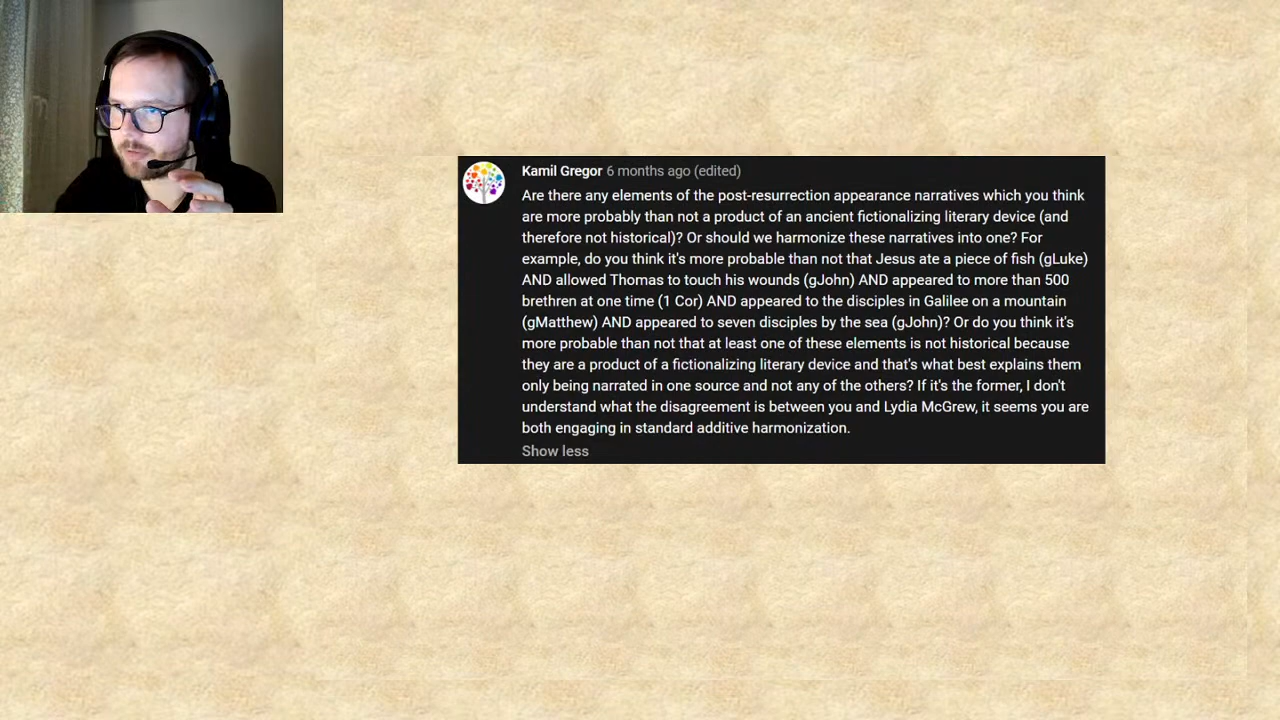 Kamil Gregor 6 months ago (edited)
Are there any elements of the post-resurrection appearance narratives which you think
are more probably than not a product of an ancient fictionalizing literary device (and
therefore not historical)? Or should we harmonize these narratives into one? For
example, do you think it's more probable than not that Jesus ate a piece of fish (gLuke)
AND allowed Thomas to touch his wounds (gJohn) AND appeared to more than 500
brethren at one time (1 Cor) AND appeared to the disciples in Galilee on a mountain
(gMatthew) AND appeared to seven disciples by the sea (gJohn)? Or do you think it's
more probable than not that at least one of these elements is not historical because
they are a product of a fictionalizing literary device and that's what best explains them
only being narrated in one source and not any of the others? If it's the former, I don't
understand what the disagreement is between you and Lydia McGrew, it seems you are
both engaging in standard additive harmonization.
Show less